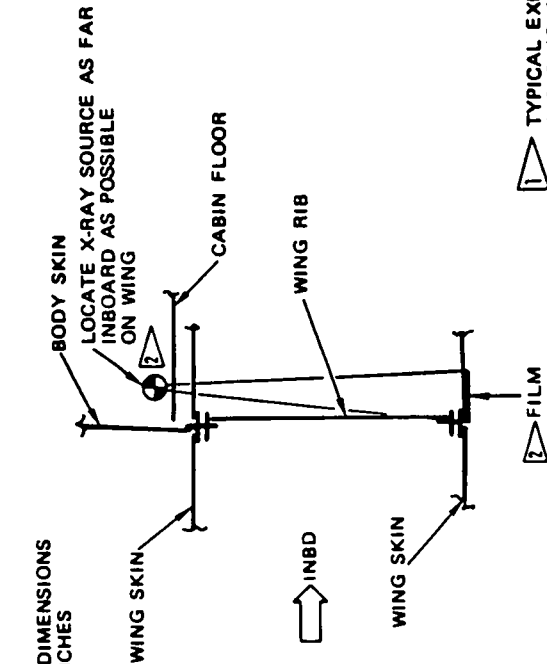 DIMENSIONS
CHES
BODY SKIN
LOCATE X-RAY SOURCE AS FAR
INBOARD AS POSSIBLE
ON WING
2
CABIN FLOOR
WING SKIN
WING RIB
INBD
WING SKIN
2 FILM
1 TYPICAL